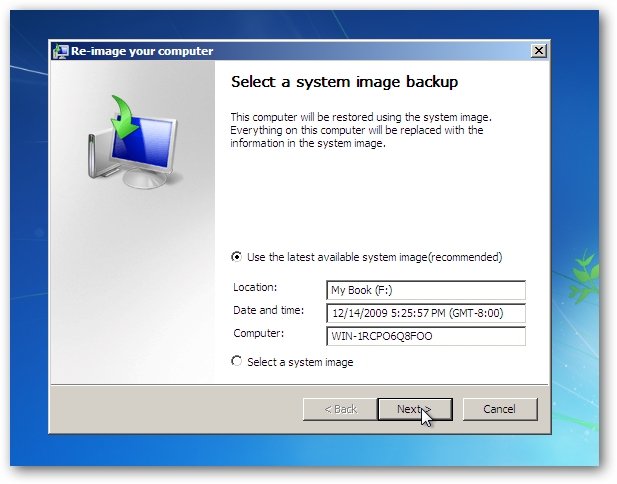 Re-image your computer
Select a system image backup
This computer will be restored using the system image.
Everything on this computer will be replaced with the
information in the system image.
Use the latest available system image(recommended)
Location: My Book (F:)
Date and time: 12/14/2009 5:25:57 PM (GMT-8:00)
Computer: WIN-1RCPO6Q8FOO
Select a system image
< Back Next > Cancel